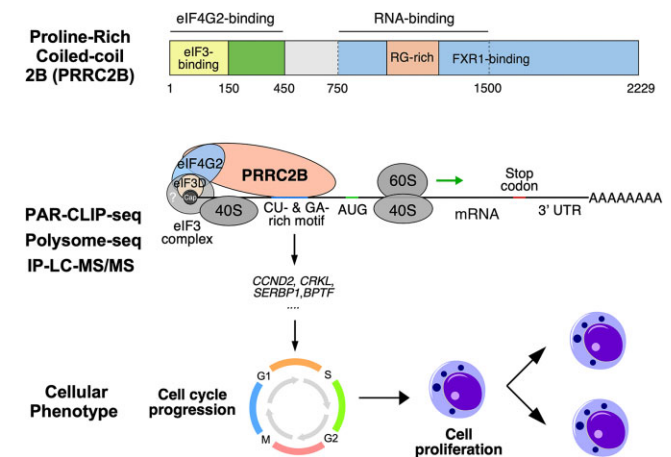 Proline-Rich
Coiled-coil
2B (PRRC2B)
eIF4G2-binding
RNA-binding
eIF3-
binding
RG-rich
FXR1-binding
1
150
450
750
1500
2229
eIF4G2
PRRC2B
eIF3D
?
Cap
eIF3
complex
40S
CU- & GA-
rich motif
AUG
60S
40S
mRNA
Stop
codon
3' UTR
AAAAAAAA
PAR-CLIP-seq
Polysome-seq
IP-LC-MS/MS
CCND2, CRKL,
SERBP1,BPTF
....
Cellular
Phenotype
Cell cycle
progression
G1
S
M
G2
Cell
proliferation